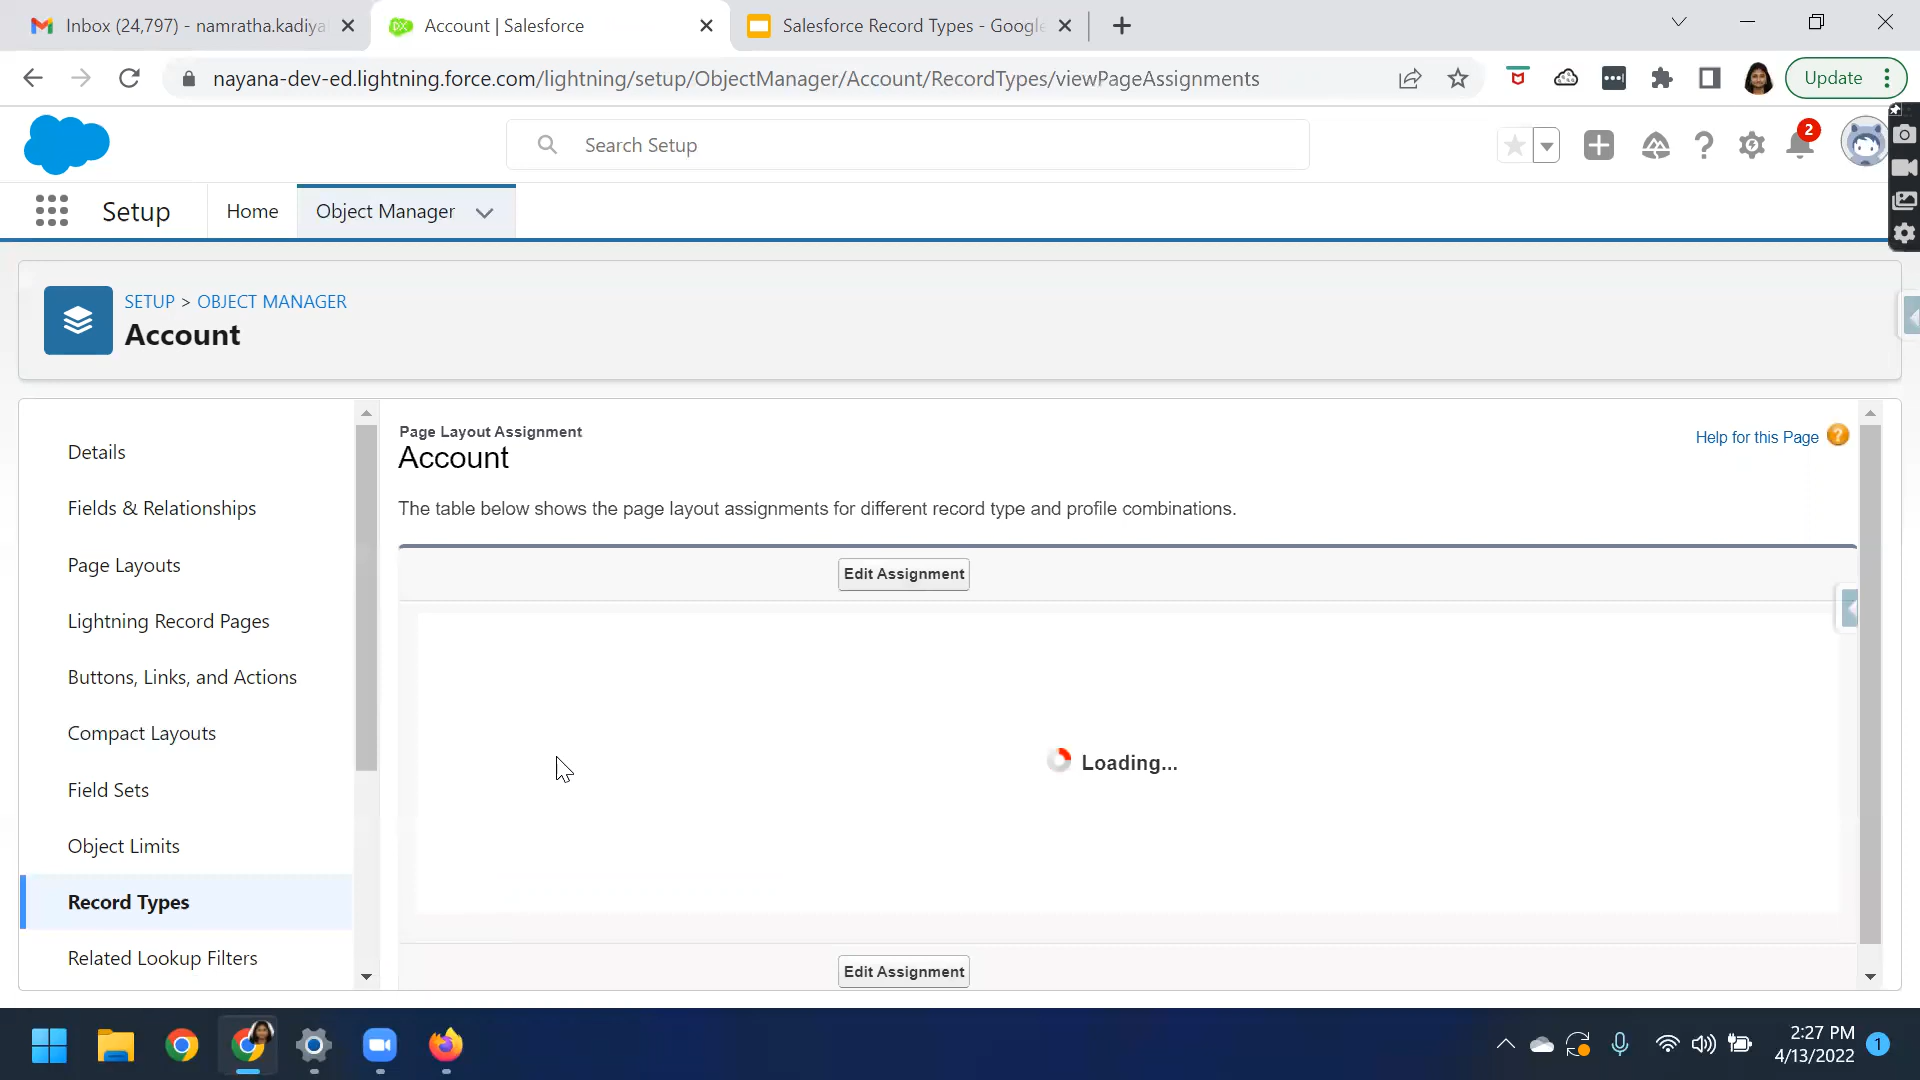 Inbox (24,797) - namratha.kadiya
Account | Salesforce
Salesforce Record Types - Google
nayana-dev-ed.lightning.force.com/lightning/setup/ObjectManager/Account/RecordTypes/viewPageAssignments
Update
Search Setup
2
Setup
Home
Object Manager
SETUP > OBJECT MANAGER
Account
Details
Fields & Relationships
Page Layouts
Lightning Record Pages
Buttons, Links, and Actions
Compact Layouts
Field Sets
Object Limits
Record Types
Related Lookup Filters
Page Layout Assignment
Account
Help for this Page ?
The table below shows the page layout assignments for different record type and profile combinations.
Edit Assignment
Loading...
Edit Assignment
2:27 PM
4/13/2022
1